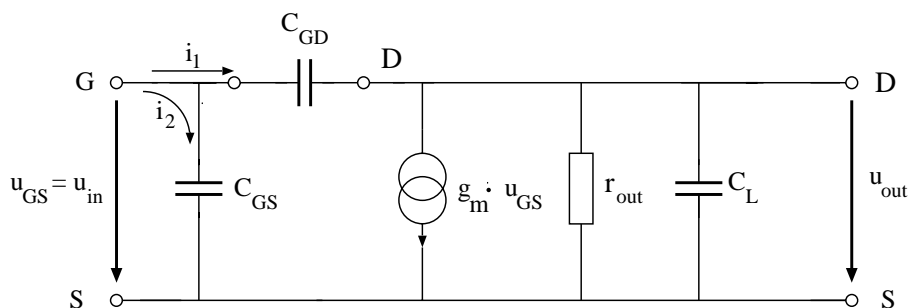 C_GD
i_1 D
G D
i_2
u_GS = u_in C_GS g_m · u_GS r_out C_L u_out
S S